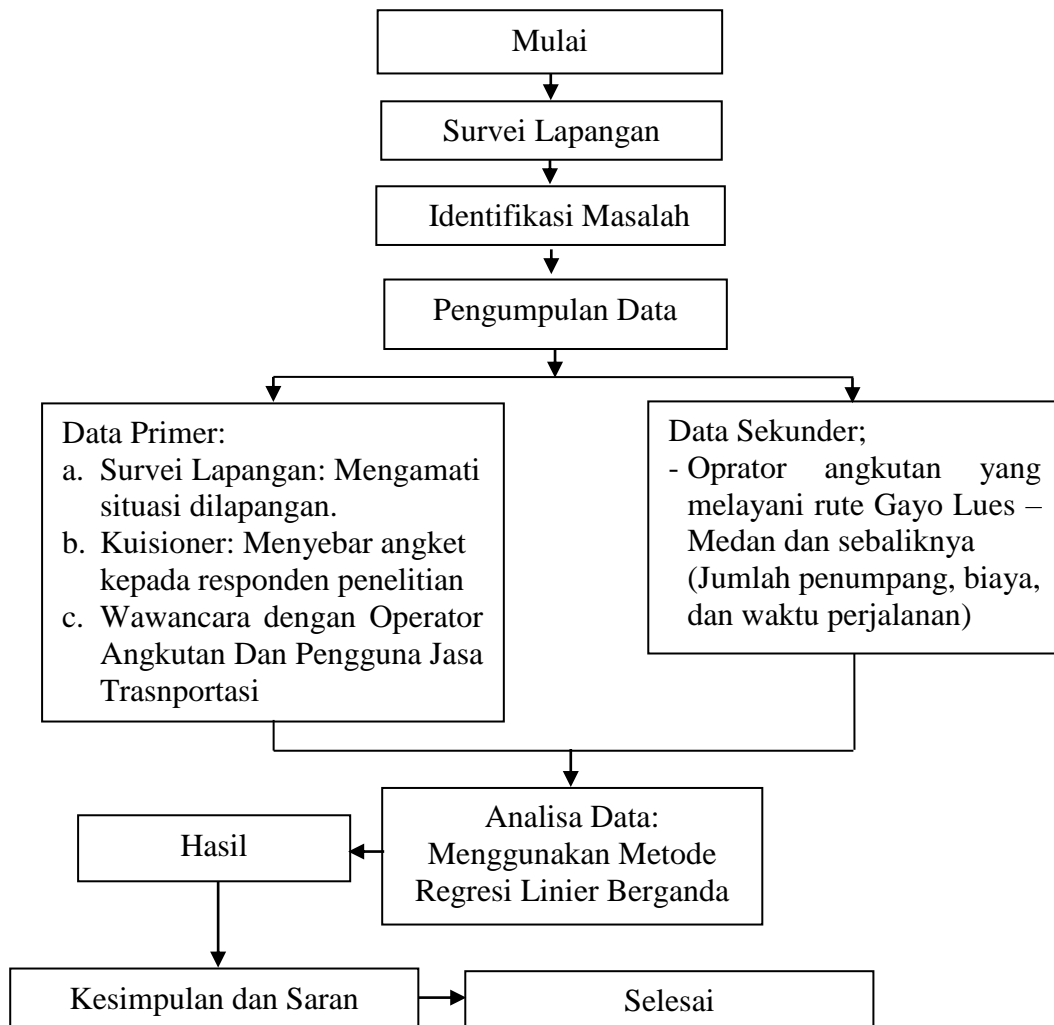 Mulai
Survei Lapangan
Identifikasi Masalah
Pengumpulan Data
Data Primer:
a. Survei Lapangan: Mengamati
situasi dilapangan.
b. Kuisioner: Menyebar angket
kepada responden penelitian
c. Wawancara dengan Operator
Angkutan Dan Pengguna Jasa
Trasnportasi
Data Sekunder;
- Oprator angkutan yang
melayani rute Gayo Lues –
Medan dan sebaliknya
(Jumlah penumpang, biaya,
dan waktu perjalanan)
Analisa Data:
Menggunakan Metode
Regresi Linier Berganda
Hasil
Kesimpulan dan Saran
Selesai